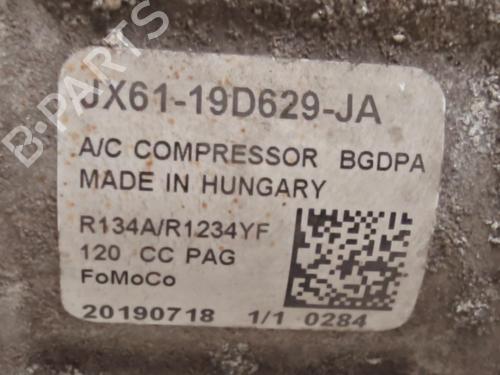 JX61-19D629-JA
A/C COMPRESSOR BGDPA
MADE IN HUNGARY
R134A/R1234YF
120 CC PAG
FoMoCo
20190718 1/1 0284
B-PARTS